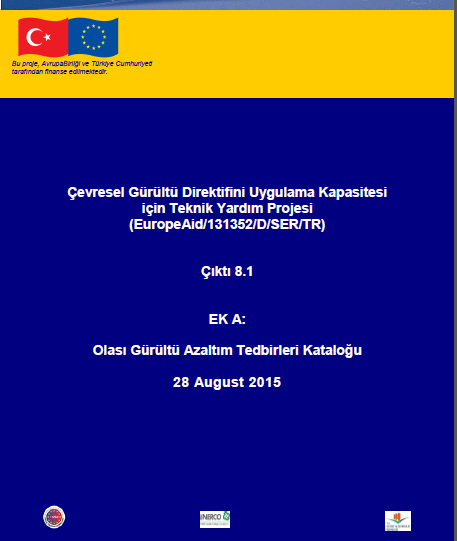 Bu proje, AvrupaBirliği ve Türkiye Cumhuriyeti
tarafından finanse edilmektedir.
Çevresel Gürültü Direktifini Uygulama Kapasitesi
için Teknik Yardım Projesi
(EuropeAid/131352/D/SER/TR)
Çıktı 8.1
EK A:
Olası Gürültü Azaltım Tedbirleri Kataloğu
28 August 2015
INERCO